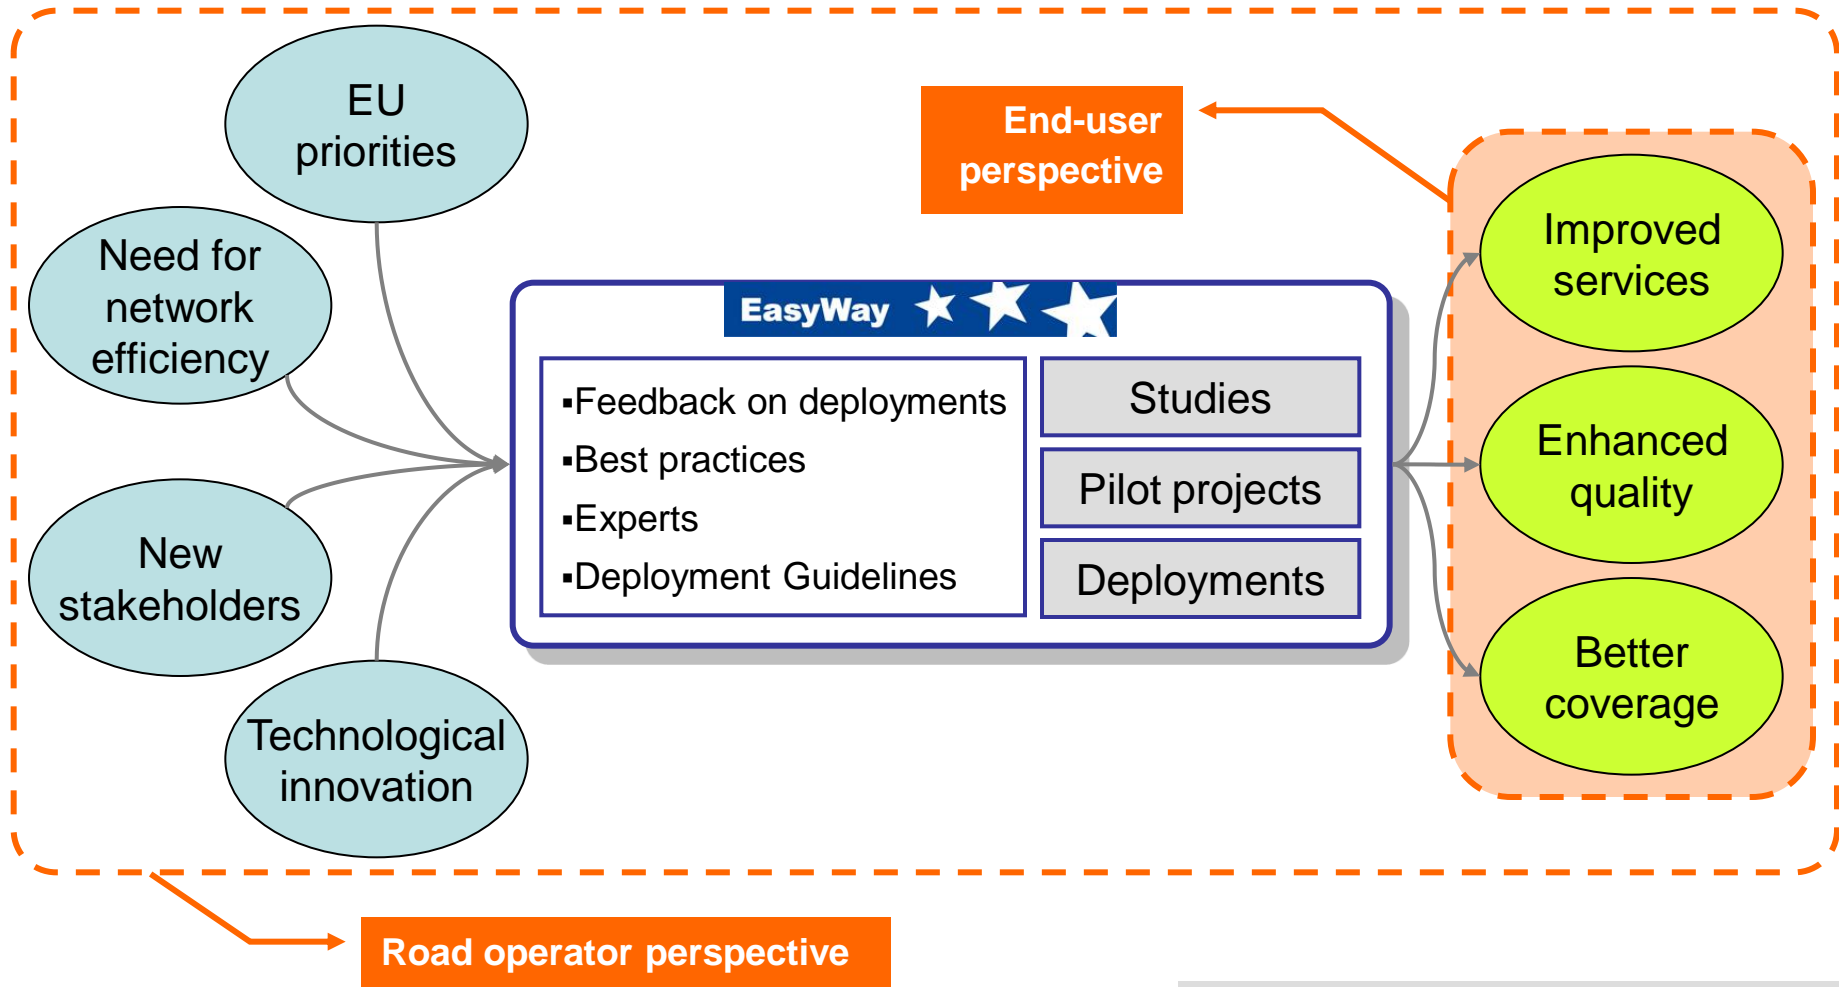 EU
priorities
Need for
network
efficiency
New
stakeholders
Technological
innovation
End-user
perspective
EasyWay
▪Feedback on deployments
▪Best practices
▪Experts
▪Deployment Guidelines
Studies
Pilot projects
Deployments
Improved
services
Enhanced
quality
Better
coverage
Road operator perspective